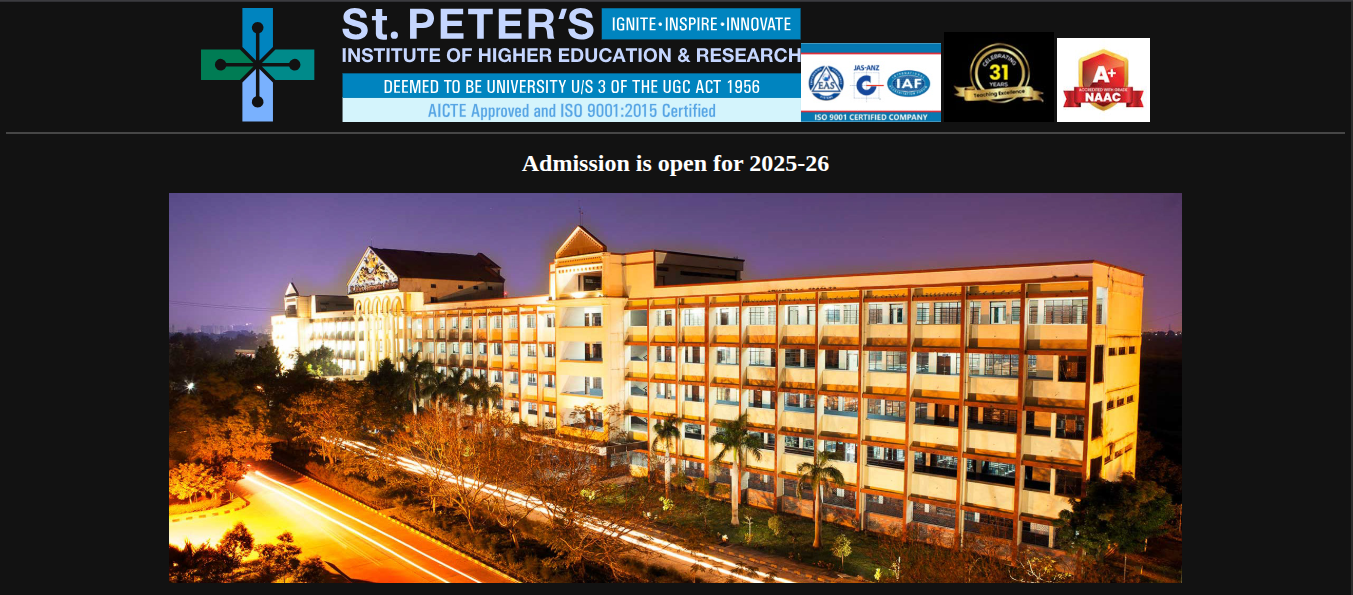 St. PETER'S
IGNITE•INSPIRE•INNOVATE
INSTITUTE OF HIGHER EDUCATION & RESEARCH
DEEMED TO BE UNIVERSITY U/S 3 OF THE UGC ACT 1956
AICTE Approved and ISO 9001:2015 Certified
EAS
JAS-ANZ
IAF
ISO 9001 CERTIFIED COMPANY
CELEBRATING
31
YEARS
Teaching Excellence
A+
ACCREDITED WITH GRADE
NAAC
Admission is open for 2025-26